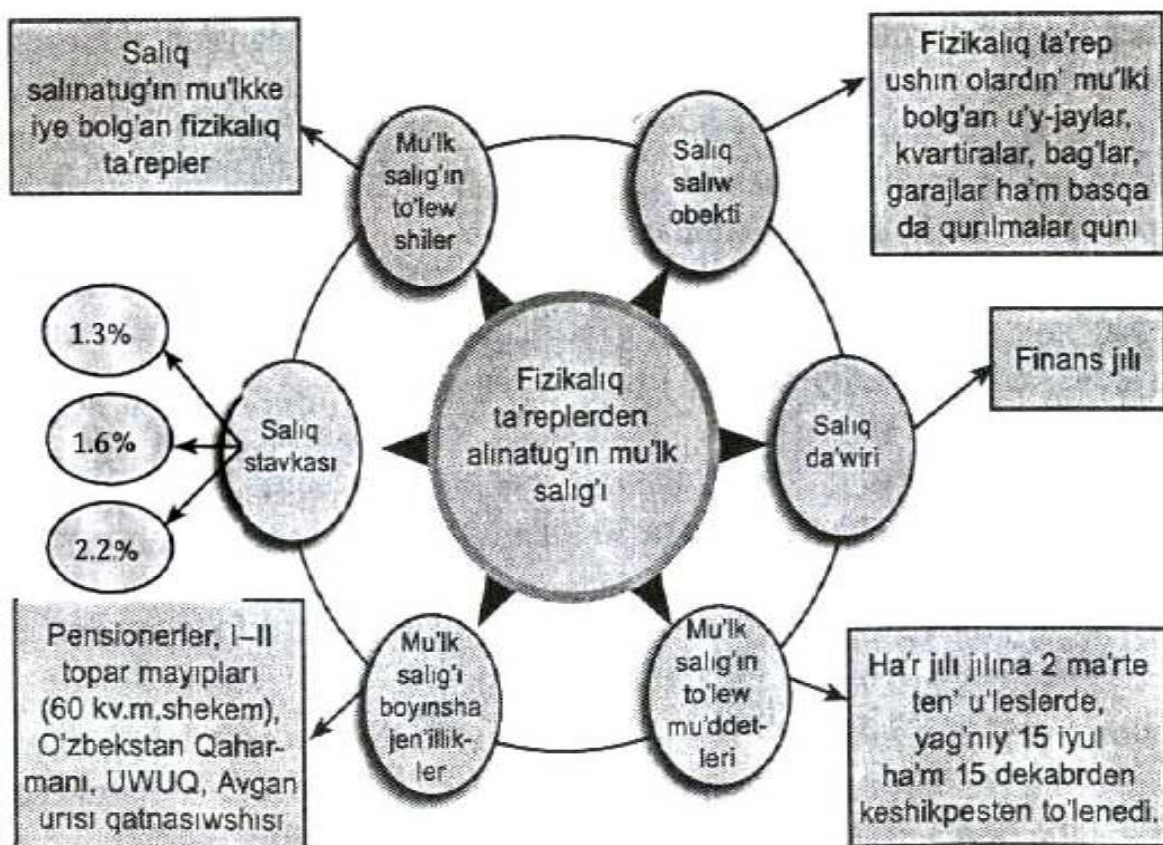 Salıq
salınatug'ın mu'lkke
iye bolg'an fizikalıq
ta'repler
Mu'lk
salıg'ın
to'lew
shiler
Salıq
salıw
obekti
Fizikalıq ta'rep
ushın olardın' mu'lki
bolg'an u'y-jaylar,
kvartiralar, bag'lar,
garajlar ha'm basqa
da qurılmalar qunı
1.3%
1.6%
2.2%
Salıq
stavkası
Fizikalıq
ta'replerden
alınatug'ın mu'lk
salıg'ı
Salıq
da'wiri
Finans jılı
Pensionerler, I–II
topar mayıpları
(60 kv.m.shekem),
O'zbekstan Qahar-
manı, UWUQ, Avgan
urısı qatnasıwshısı
Mu'lk
salıg'ı
boyınsha
jen'illik-
ler
Mu'lk
salıg'ın
to'lew
mu'ddet-
leri
Ha'r jılı jılına 2 ma'rte
ten' u'leslerde,
yag'nıy 15 iyul
ha'm 15 dekabrden
keshikpesten to'lenedi.